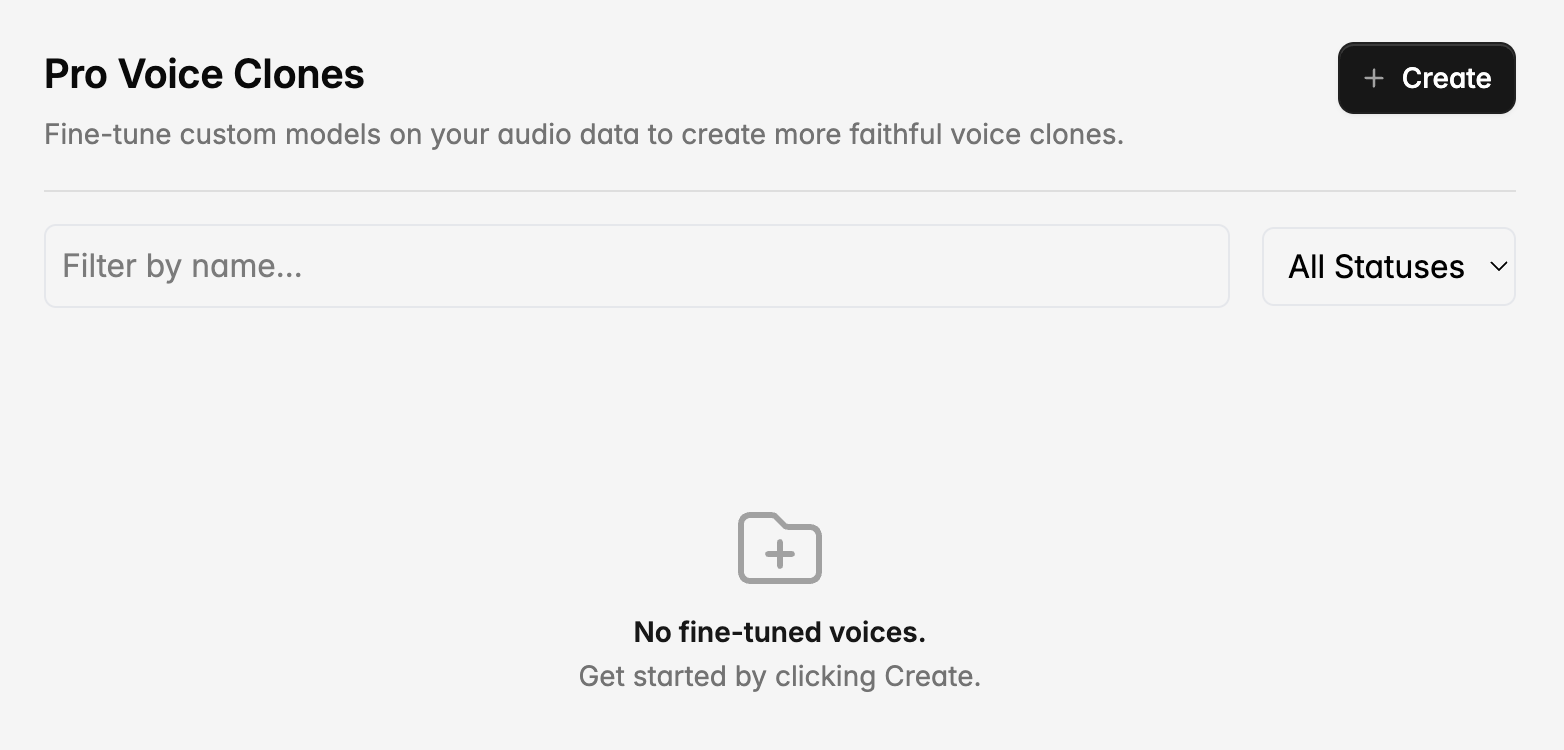 Pro Voice Clones
Create
Fine-tune custom models on your audio data to create more faithful voice clones.
Filter by name...
All Statuses
No fine-tuned voices.
Get started by clicking Create.